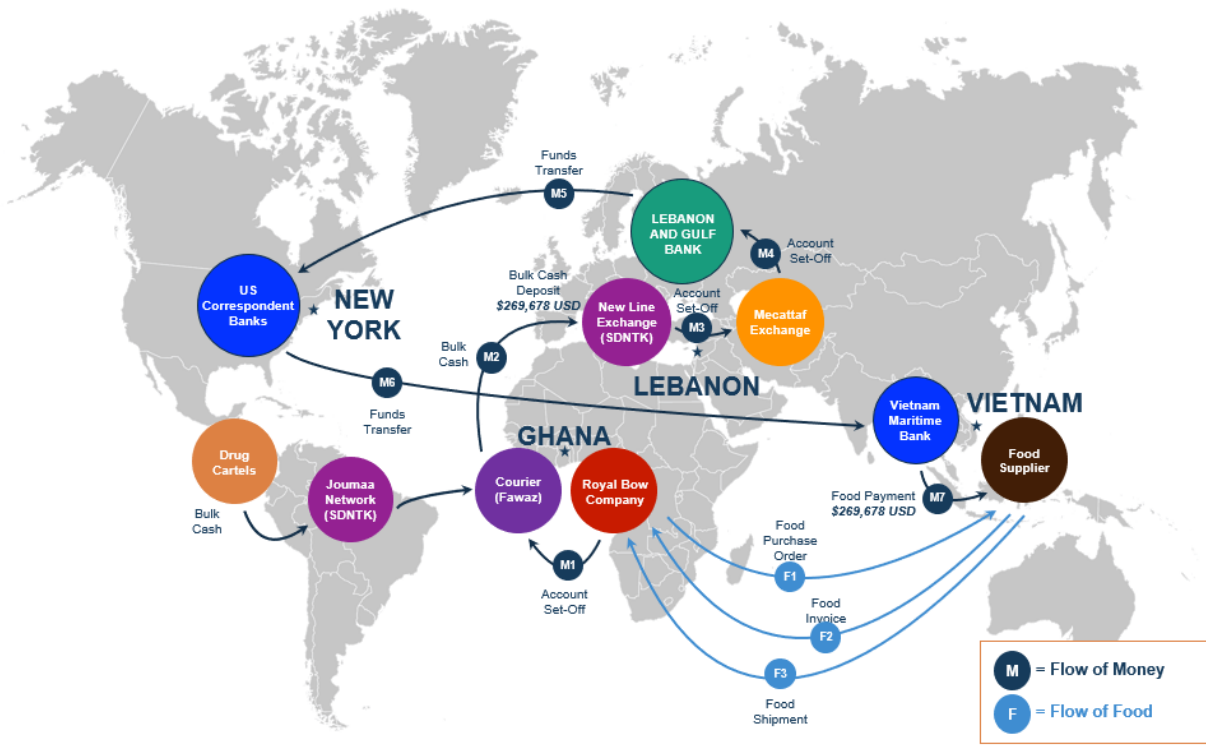 Funds
Transfer
M5
LEBANON
AND GULF
BANK
M4
Account
Set-Off
US
Correspondent
Banks
NEW
YORK
Bulk Cash
Deposit
$269,678 USD
New Line
Exchange
(SDNTK)
Account
Set-Off
M3
Mecattaf
Exchange
Bulk
Cash
M2
LEBANON
M6
Funds
Transfer
Vietnam
Maritime
Bank
VIETNAM
Food
Supplier
Drug
Cartels
Bulk
Cash
Joumaa
Network
(SDNTK)
GHANA
Courier
(Fawaz)
Royal Bow
Company
Food Payment
$269,678 USD
M7
M1
Account
Set-Off
Food
Purchase
Order
F1
Food
Invoice
F2
F3
Food
Shipment
M = Flow of Money
F = Flow of Food